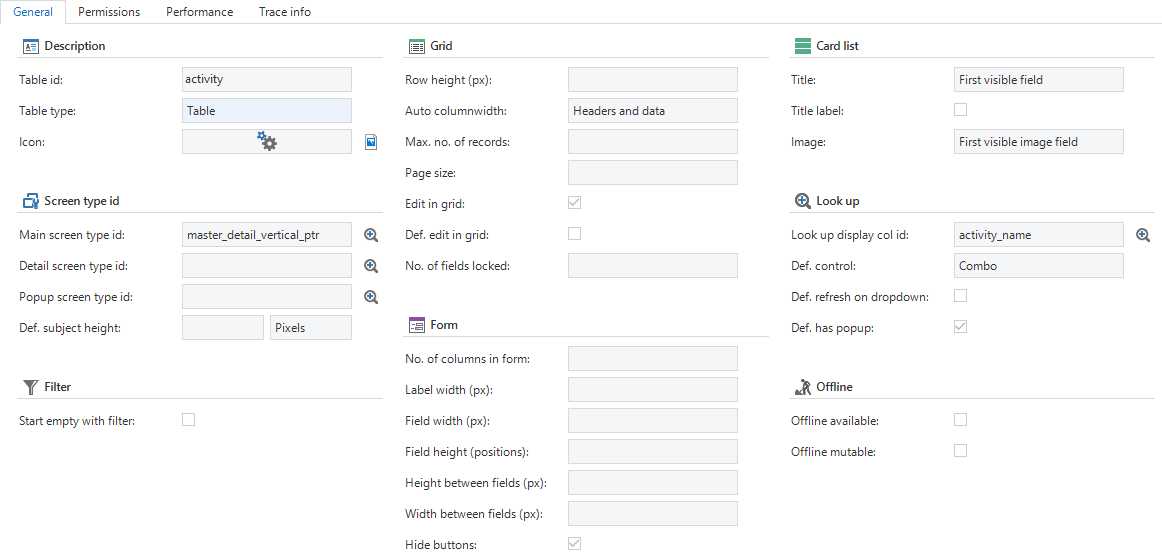 General Permissions Performance Trace info
Description
Table id: activity
Table type: Table
Icon:
Screen type id
Main screen type id: master_detail_vertical_ptr
Detail screen type id:
Popup screen type id:
Def. subject height: Pixels
Filter
Start empty with filter:
Grid
Row height (px):
Auto columnwidth: Headers and data
Max. no. of records:
Page size:
Edit in grid:
Def. edit in grid:
No. of fields locked:
Form
No. of columns in form:
Label width (px):
Field width (px):
Field height (positions):
Height between fields (px):
Width between fields (px):
Hide buttons:
Card list
Title: First visible field
Title label:
Image: First visible image field
Look up
Look up display col id: activity_name
Def. control: Combo
Def. refresh on dropdown:
Def. has popup:
Offline
Offline available:
Offline mutable: